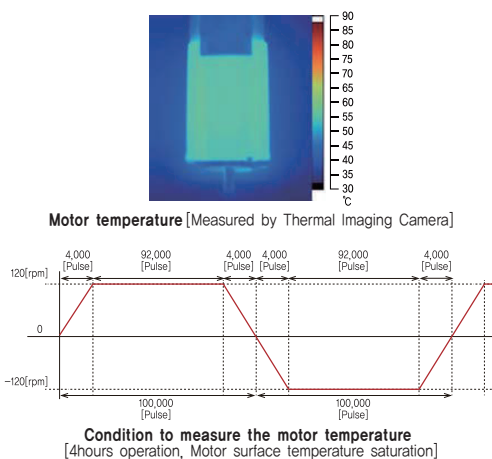 90
85
80
75
70
65
60
55
50
45
40
35
30
℃
Motor temperature [Measured by Thermal Imaging Camera]
4,000 92,000 4,000 4,000 92,000 4,000
[Pulse] [Pulse] [Pulse] [Pulse] [Pulse] [Pulse]
120[rpm]
0
-120[rpm]
100,000 100,000
[Pulse] [Pulse]
Condition to measure the motor temperature
[4hours operation, Motor surface temperature saturation]